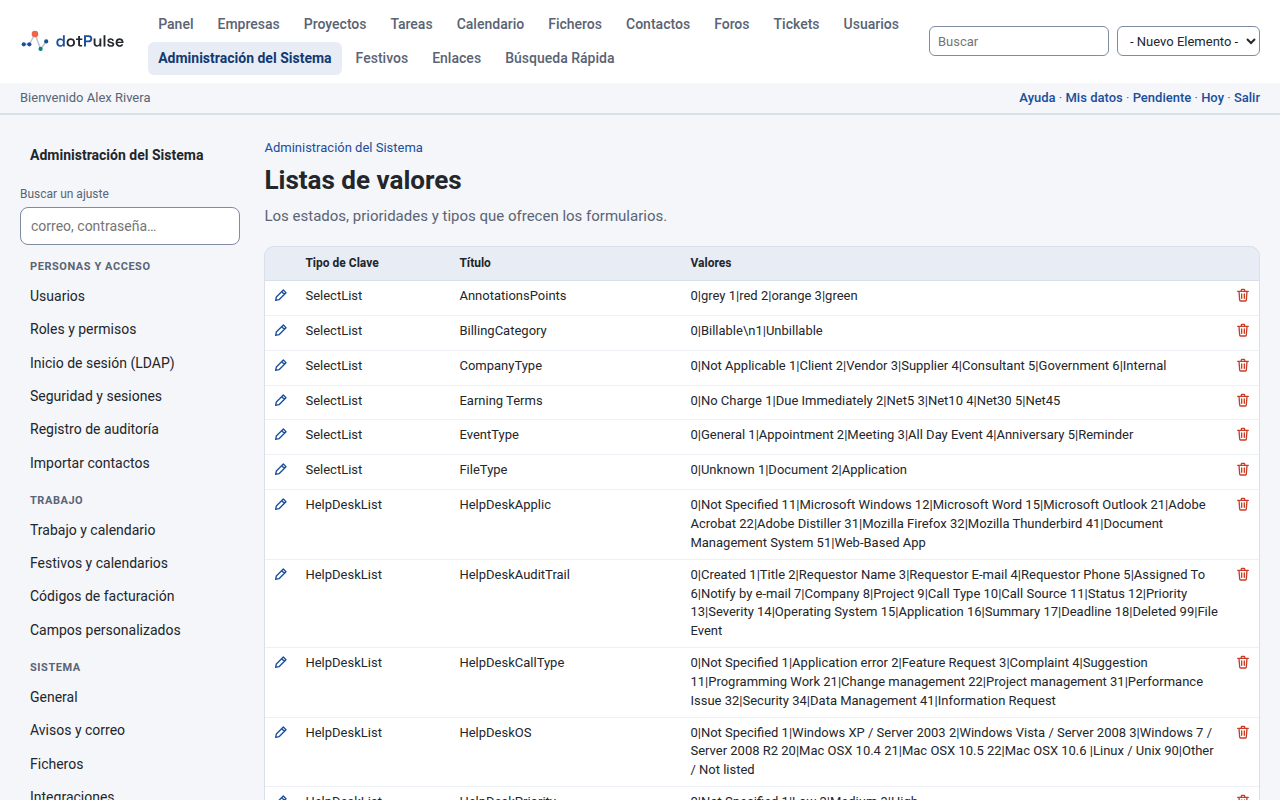 dotPulse
Panel Empresas Proyectos Tareas Calendario Ficheros Contactos Foros Tickets Usuarios
Administración del Sistema Festivos Enlaces Búsqueda Rápida
Buscar
- Nuevo Elemento -
Bienvenido Alex Rivera
Ayuda · Mis datos · Pendiente · Hoy · Salir
Administración del Sistema
Buscar un ajuste
correo, contraseña...
PERSONAS Y ACCESO
Usuarios
Roles y permisos
Inicio de sesión (LDAP)
Seguridad y sesiones
Registro de auditoría
Importar contactos
TRABAJO
Trabajo y calendario
Festivos y calendarios
Códigos de facturación
Campos personalizados
SISTEMA
General
Avisos y correo
Ficheros
Integraciones
Administración del Sistema
Listas de valores
Los estados, prioridades y tipos que ofrecen los formularios.
Tipo de Clave Título Valores
SelectList AnnotationsPoints 0|grey 1|red 2|orange 3|green
SelectList BillingCategory 0|Billable\n1|Unbillable
SelectList CompanyType 0|Not Applicable 1|Client 2|Vendor 3|Supplier 4|Consultant 5|Government 6|Internal
SelectList Earning Terms 0|No Charge 1|Due Immediately 2|Net5 3|Net10 4|Net30 5|Net45
SelectList EventType 0|General 1|Appointment 2|Meeting 3|All Day Event 4|Anniversary 5|Reminder
SelectList FileType 0|Unknown 1|Document 2|Application
HelpDeskList HelpDeskApplic 0|Not Specified 11|Microsoft Windows 12|Microsoft Word 15|Microsoft Outlook 21|Adobe
Acrobat 22|Adobe Distiller 31|Mozilla Firefox 32|Mozilla Thunderbird 41|Document
Management System 51|Web-Based App
HelpDeskList HelpDeskAuditTrail 0|Created 1|Title 2|Requestor Name 3|Requestor E-mail 4|Requestor Phone 5|Assigned To
6|Notify by e-mail 7|Company 8|Project 9|Call Type 10|Call Source 11|Status 12|Priority
13|Severity 14|Operating System 15|Application 16|Summary 17|Deadline 18|Deleted 99|File
Event
HelpDeskList HelpDeskCallType 0|Not Specified 1|Application error 2|Feature Request 3|Complaint 4|Suggestion
11|Programming Work 21|Change management 22|Project management 31|Performance
Issue 32|Security 34|Data Management 41|Information Request
HelpDeskList HelpDeskOS 0|Not Specified 1|Windows XP / Server 2003 2|Windows Vista / Server 2008 3|Windows 7 /
Server 2008 R2 20|Mac OSX 10.4 21|Mac OSX 10.5 22|Mac OSX 10.6 |Linux / Unix 90|Other
/ Not listed
HelpDeskList HelpDeskPriority 0|Not Specified 1|Low 2|Medium 3|High